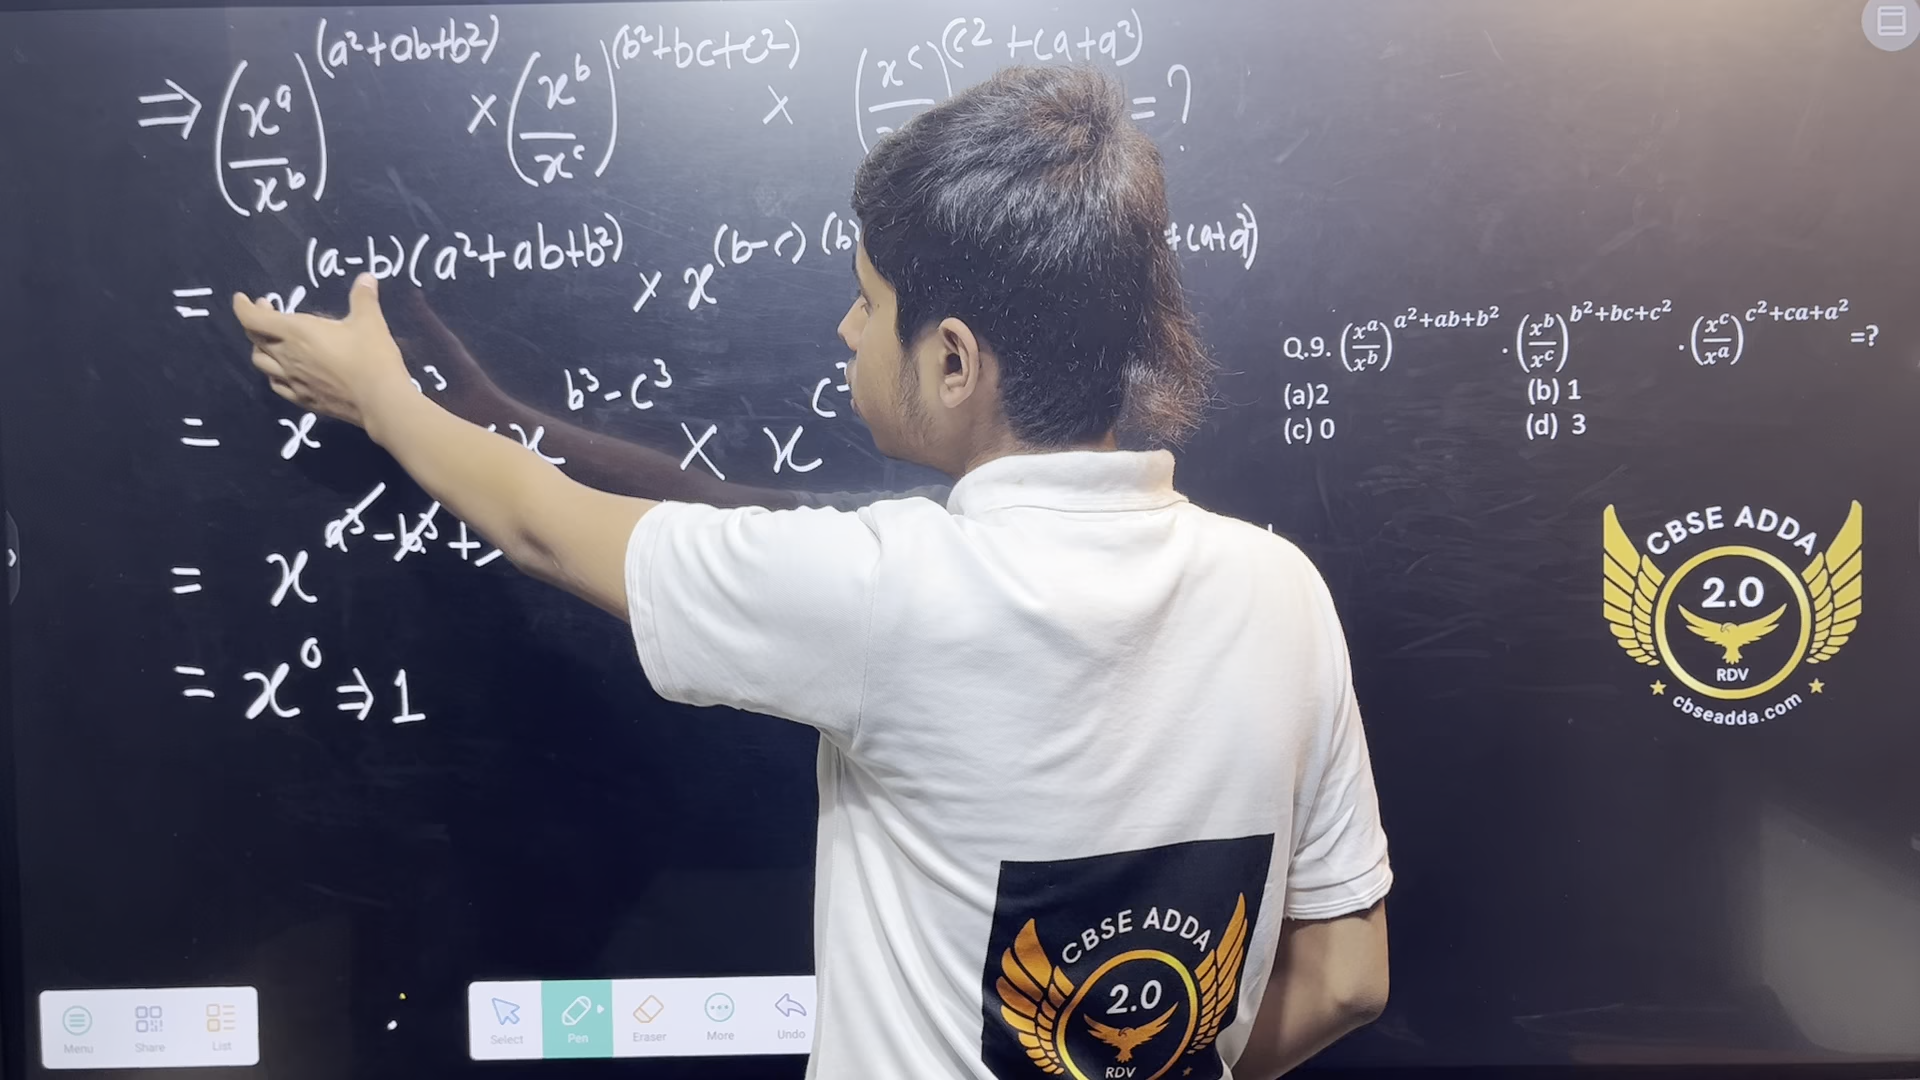 ⇒ (x^a/x^b)^(a²+ab+b²) × (x^b/x^c)^(b²+bc+c²) × (x^c/ )^(c²+ca+a²) = ?
= x^(a-b)(a²+ab+b²) × x^(b-c)(b² +ca+a²)
= x × x^b³-c³ × x^c³
= x^a³-b³+
= x⁰ ⇒ 1
Q.9. (x^a/x^b)^a²+ab+b² . (x^b/x^c)^b²+bc+c² . (x^c/x^a)^c²+ca+a² =?
(a)2 (b) 1
(c) 0 (d) 3
CBSE ADDA
2.0
RDV
cbseadda.com
CBSE ADDA
2.0
RDV
Menu Share List
Select Pen Eraser More Undo